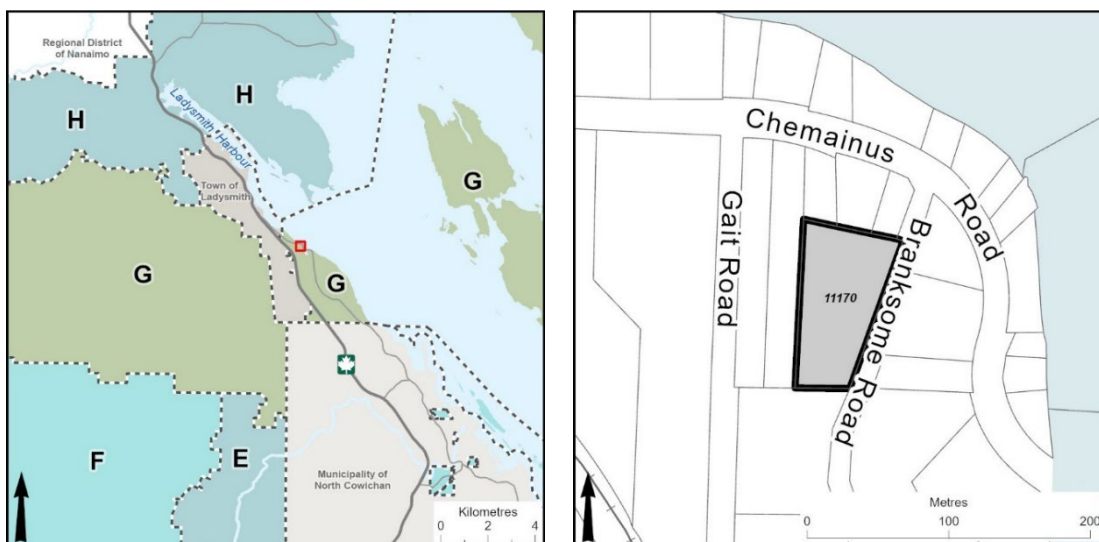 Regional District
of Nanaimo
H
H
Ladysmith Harbour
G
Town of
Ladysmith
G
G
F
E
Municipality of
North Cowichan
Kilometres
0 2 4
Chemainus
Road
Gait Road
Branksome Road
11170
Metres
0 100 200